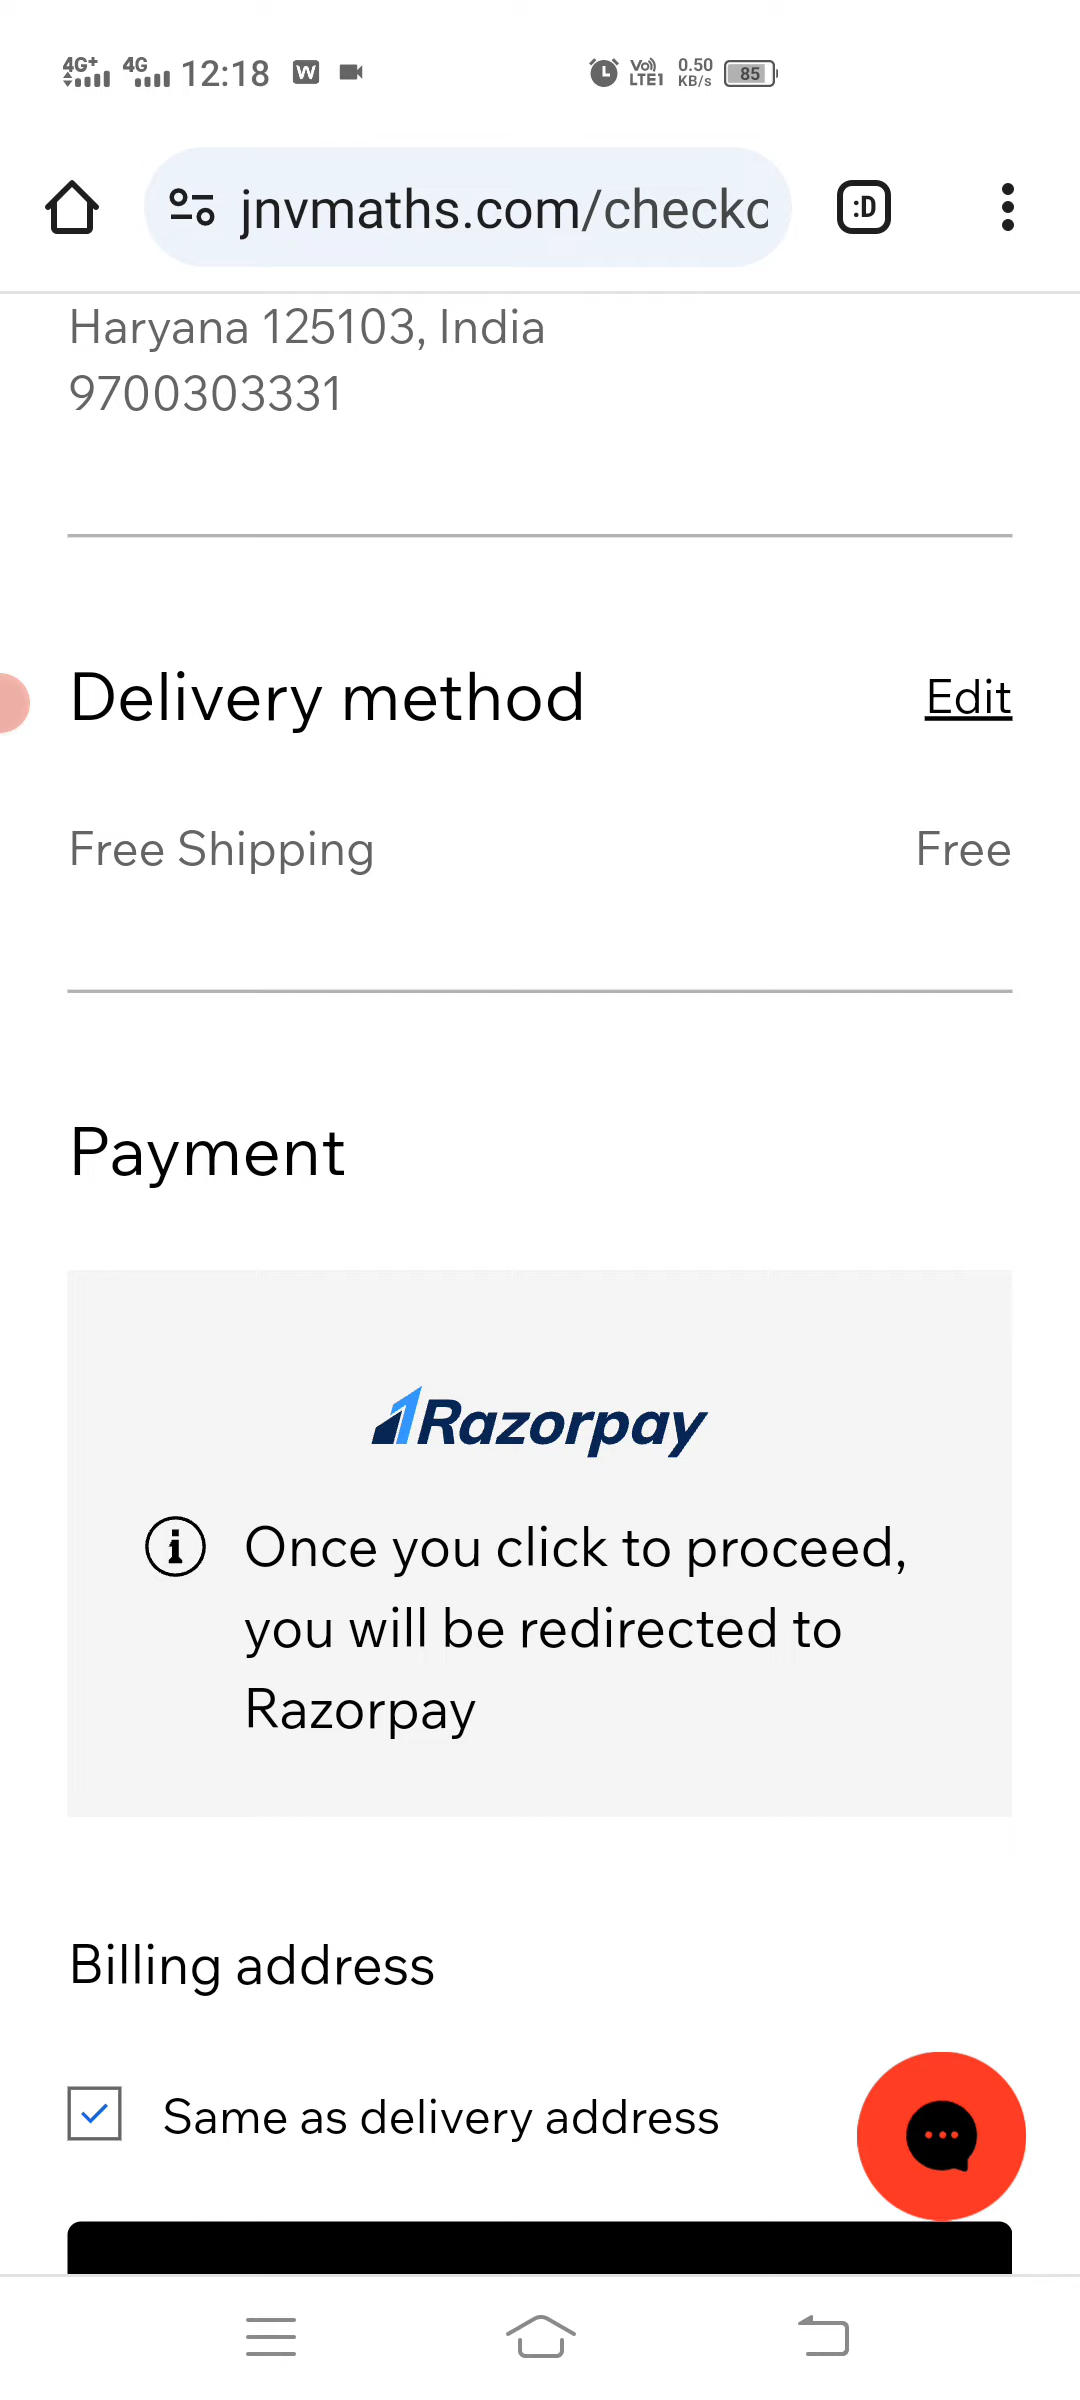 4G+ 4G 12:18 W Vo)) LTE1 0.50 KB/s 85
jnvmaths.com/checkc :D
Haryana 125103, India
9700303331
Delivery method Edit
Free Shipping Free
Payment
Razorpay
Once you click to proceed,
you will be redirected to
Razorpay
Billing address
Same as delivery address